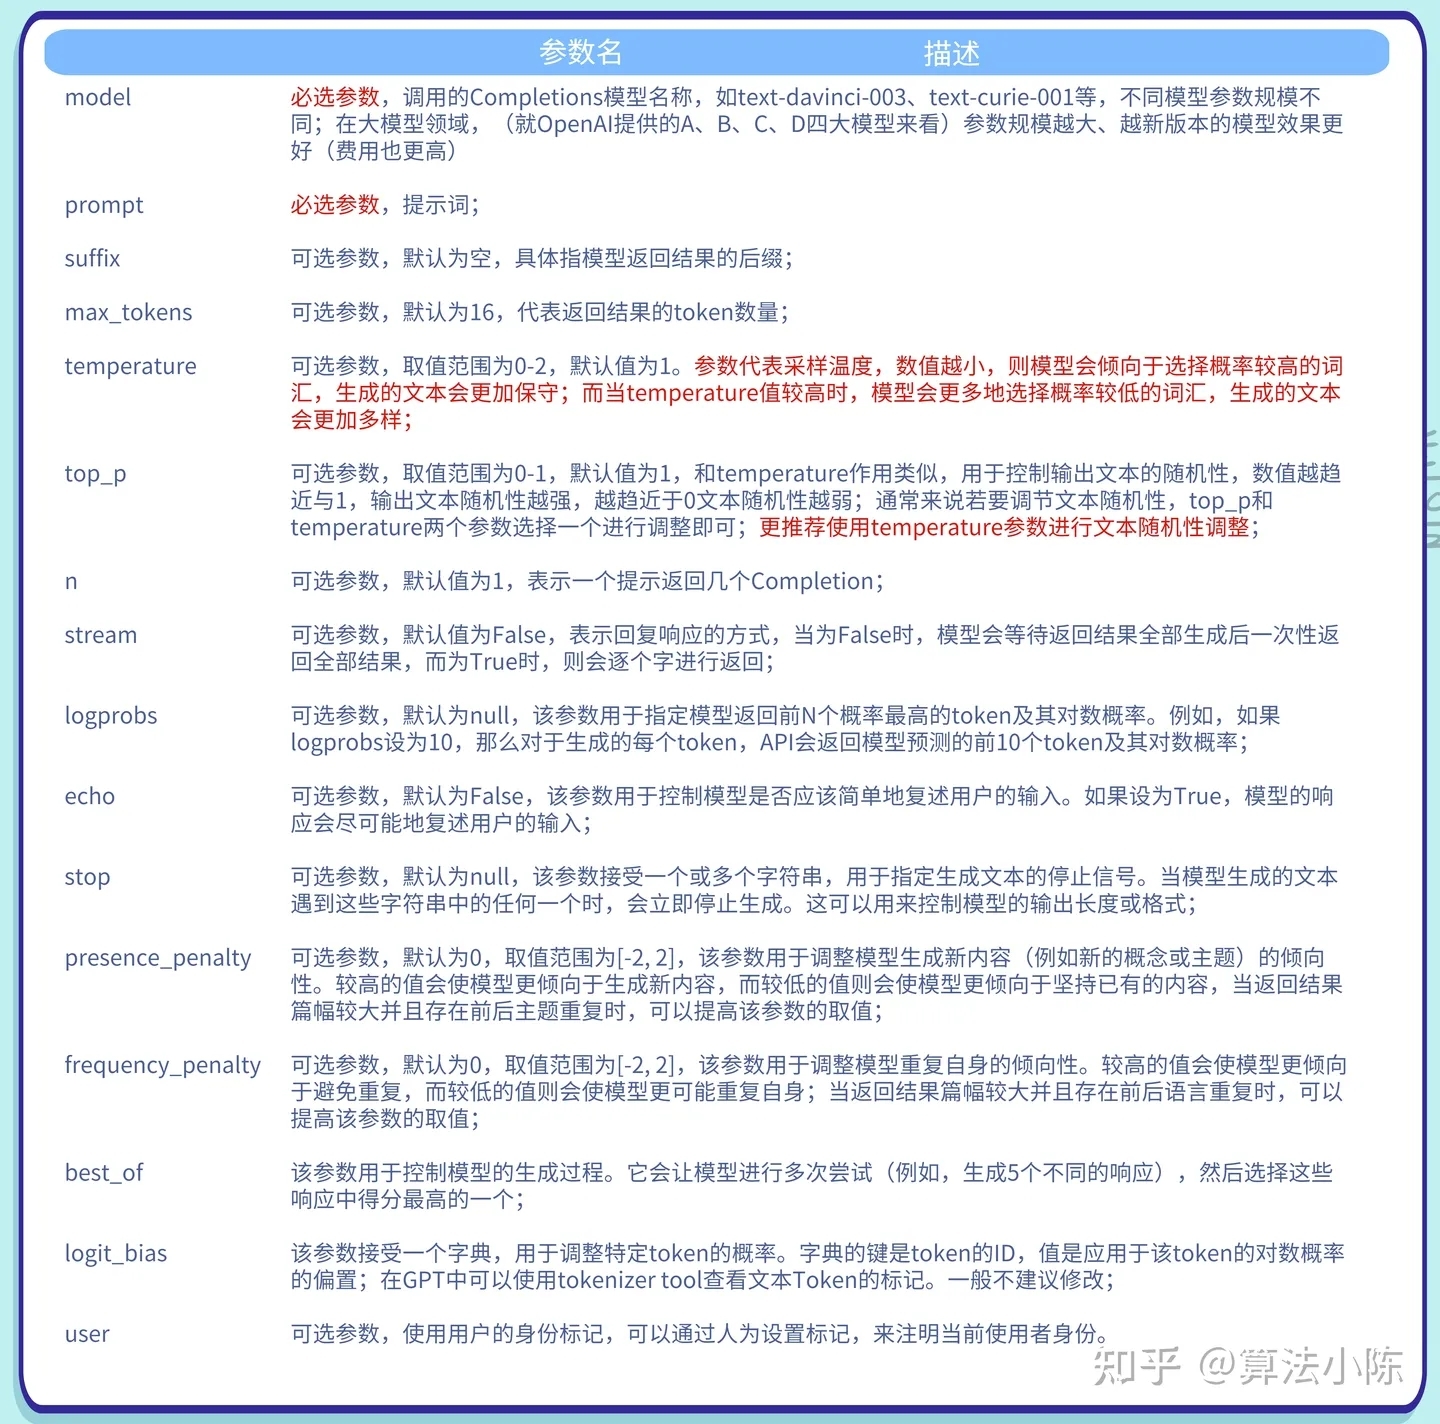 参数名 描述
model 必选参数，调用的Completions模型名称，如text-davinci-003、text-curie-001等，不同模型参数规模不
同；在大模型领域，（就OpenAI提供的A、B、C、D四大模型来看）参数规模越大、越新版本的模型效果更
好（费用也更高）
prompt 必选参数，提示词；
suffix 可选参数，默认为空，具体指模型返回结果的后缀；
max_tokens 可选参数，默认为16，代表返回结果的token数量；
temperature 可选参数，取值范围为0-2，默认值为1。参数代表采样温度，数值越小，则模型会倾向于选择概率较高的词
汇，生成的文本会更加保守；而当temperature值较高时，模型会更多地选择概率较低的词汇，生成的文本
会更加多样；
top_p 可选参数，取值范围为0-1，默认值为1，和temperature作用类似，用于控制输出文本的随机性，数值越趋
近与1，输出文本随机性越强，越趋近于0文本随机性越弱；通常来说若要调节文本随机性，top_p和
temperature两个参数选择一个进行调整即可；更推荐使用temperature参数进行文本随机性调整；
n 可选参数，默认值为1，表示一个提示返回几个Completion；
stream 可选参数，默认值为False，表示回复响应的方式，当为False时，模型会等待返回结果全部生成后一次性返
回全部结果，而为True时，则会逐个字进行返回；
logprobs 可选参数，默认为null，该参数用于指定模型返回前N个概率最高的token及其对数概率。例如，如果
logprobs设为10，那么对于生成的每个token，API会返回模型预测的前10个token及其对数概率；
echo 可选参数，默认为False，该参数用于控制模型是否应该简单地复述用户的输入。如果设为True，模型的响
应会尽可能地复述用户的输入；
stop 可选参数，默认为null，该参数接受一个或多个字符串，用于指定生成文本的停止信号。当模型生成的文本
遇到这些字符串中的任何一个时，会立即停止生成。这可以用来控制模型的输出长度或格式；
presence_penalty 可选参数，默认为0，取值范围为[-2, 2]，该参数用于调整模型生成新内容（例如新的概念或主题）的倾向
性。较高的值会使模型更倾向于生成新内容，而较低的值则会使模型更倾向于坚持已有的内容，当返回结果
篇幅较大并且存在前后主题重复时，可以提高该参数的取值；
frequency_penalty 可选参数，默认为0，取值范围为[-2, 2]，该参数用于调整模型重复自身的倾向性。较高的值会使模型更倾向
于避免重复，而较低的值则会使模型更可能重复自身；当返回结果篇幅较大并且存在前后语言重复时，可以
提高该参数的取值；
best_of 该参数用于控制模型的生成过程。它会让模型进行多次尝试（例如，生成5个不同的响应），然后选择这些
响应中得分最高的一个；
logit_bias 该参数接受一个字典，用于调整特定token的概率。字典的键是token的ID，值是应用于该token的对数概率
的偏置；在GPT中可以使用tokenizer tool查看文本Token的标记。一般不建议修改；
user 可选参数，使用用户的身份标记，可以通过人为设置标记，来注明当前使用者身份。
知乎 @算法小陈